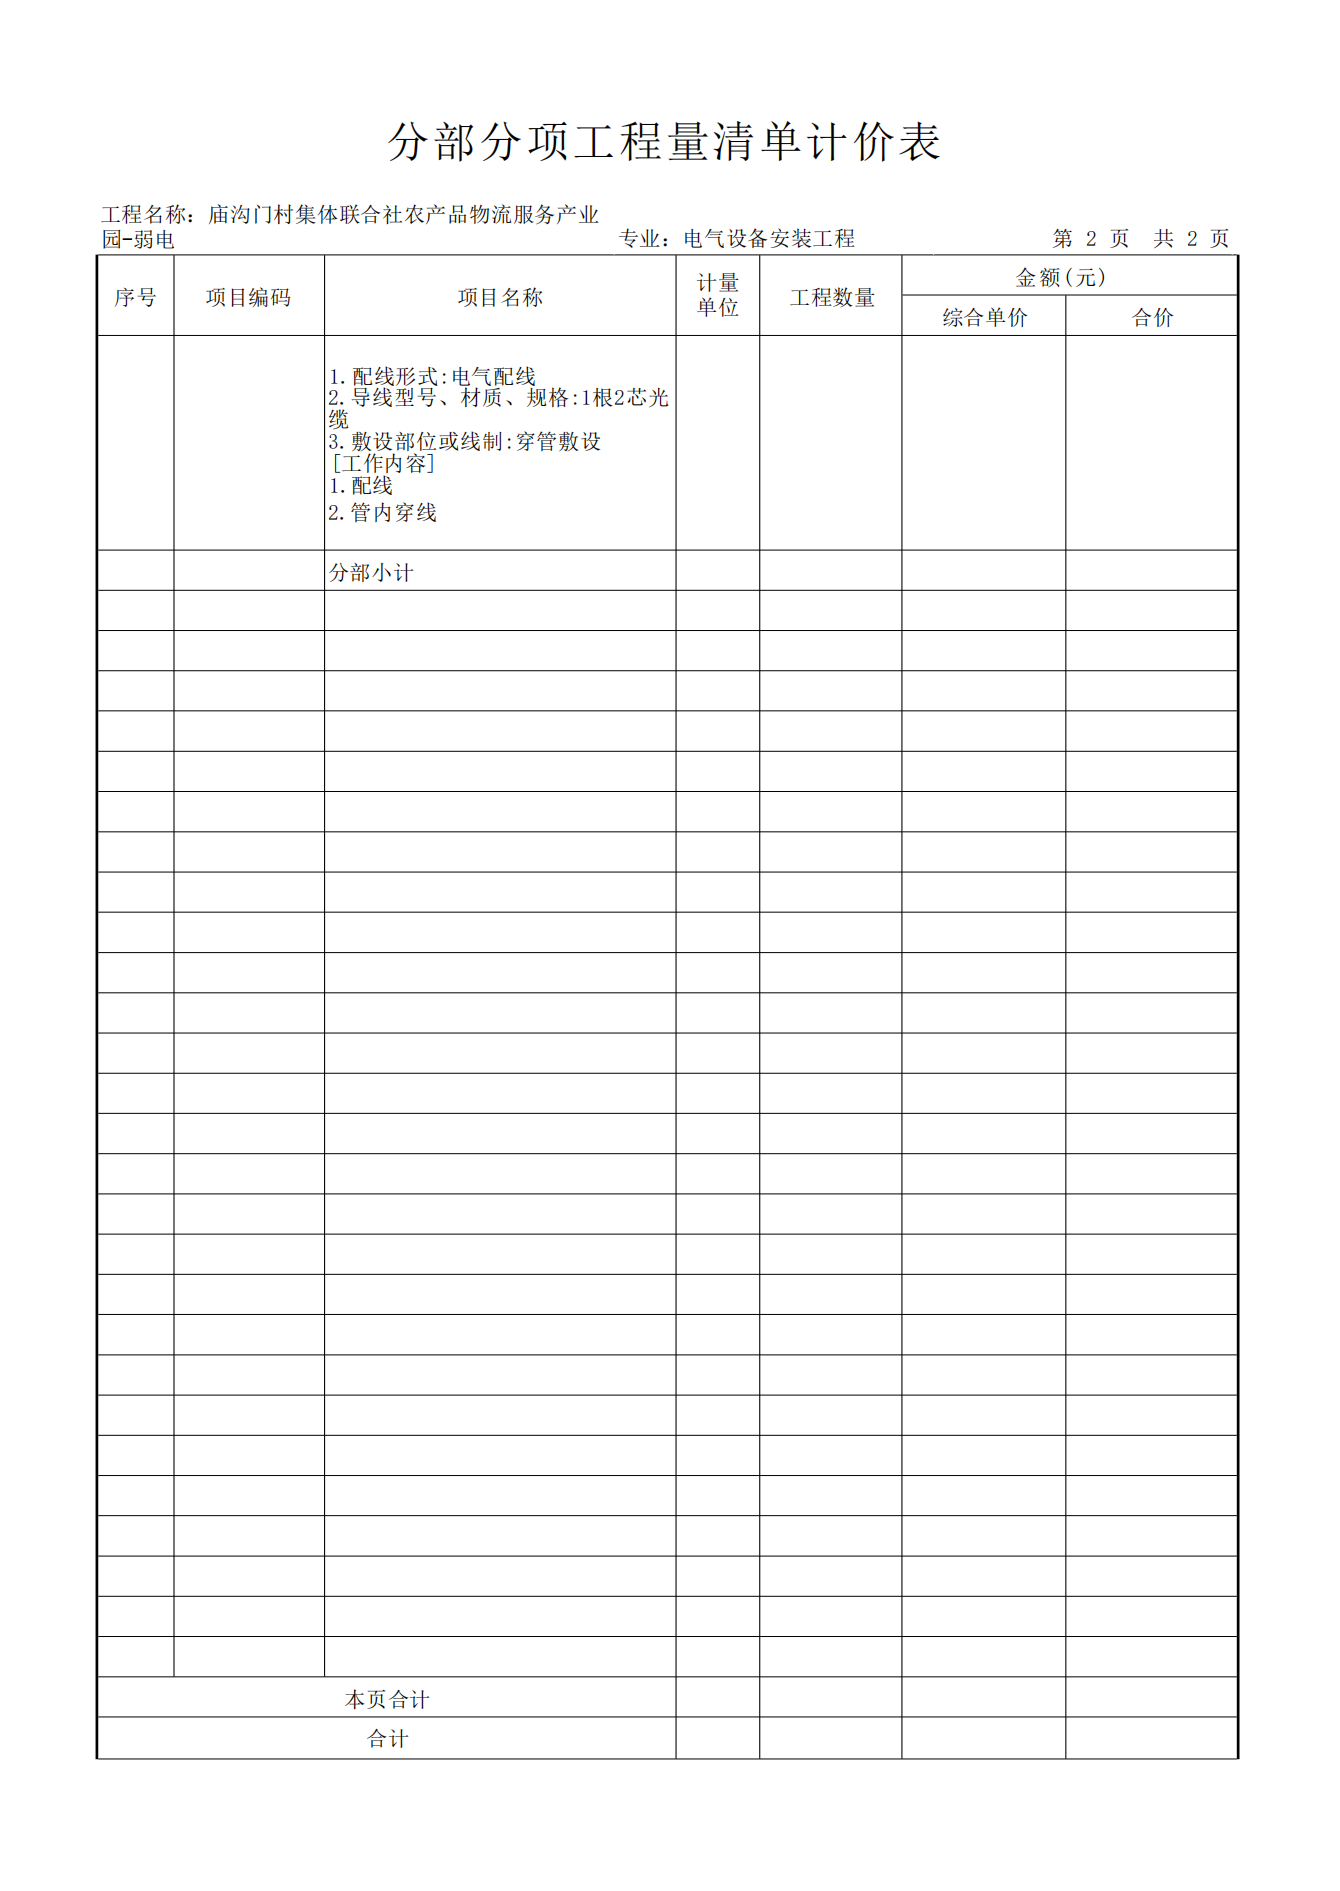 分部分项工程量清单计价表
工程名称：庙沟门村集体联合社农产品物流服务产业
园-弱电
专业：电气设备安装工程
第 2 页 共 2 页
序号
项目编码
项目名称
计量
单位
工程数量
金额(元)
综合单价
合价
1.配线形式:电气配线
2.导线型号、材质、规格:1根2芯光
缆
3.敷设部位或线制:穿管敷设
[工作内容]
1.配线
2.管内穿线
分部小计
本页合计
合计